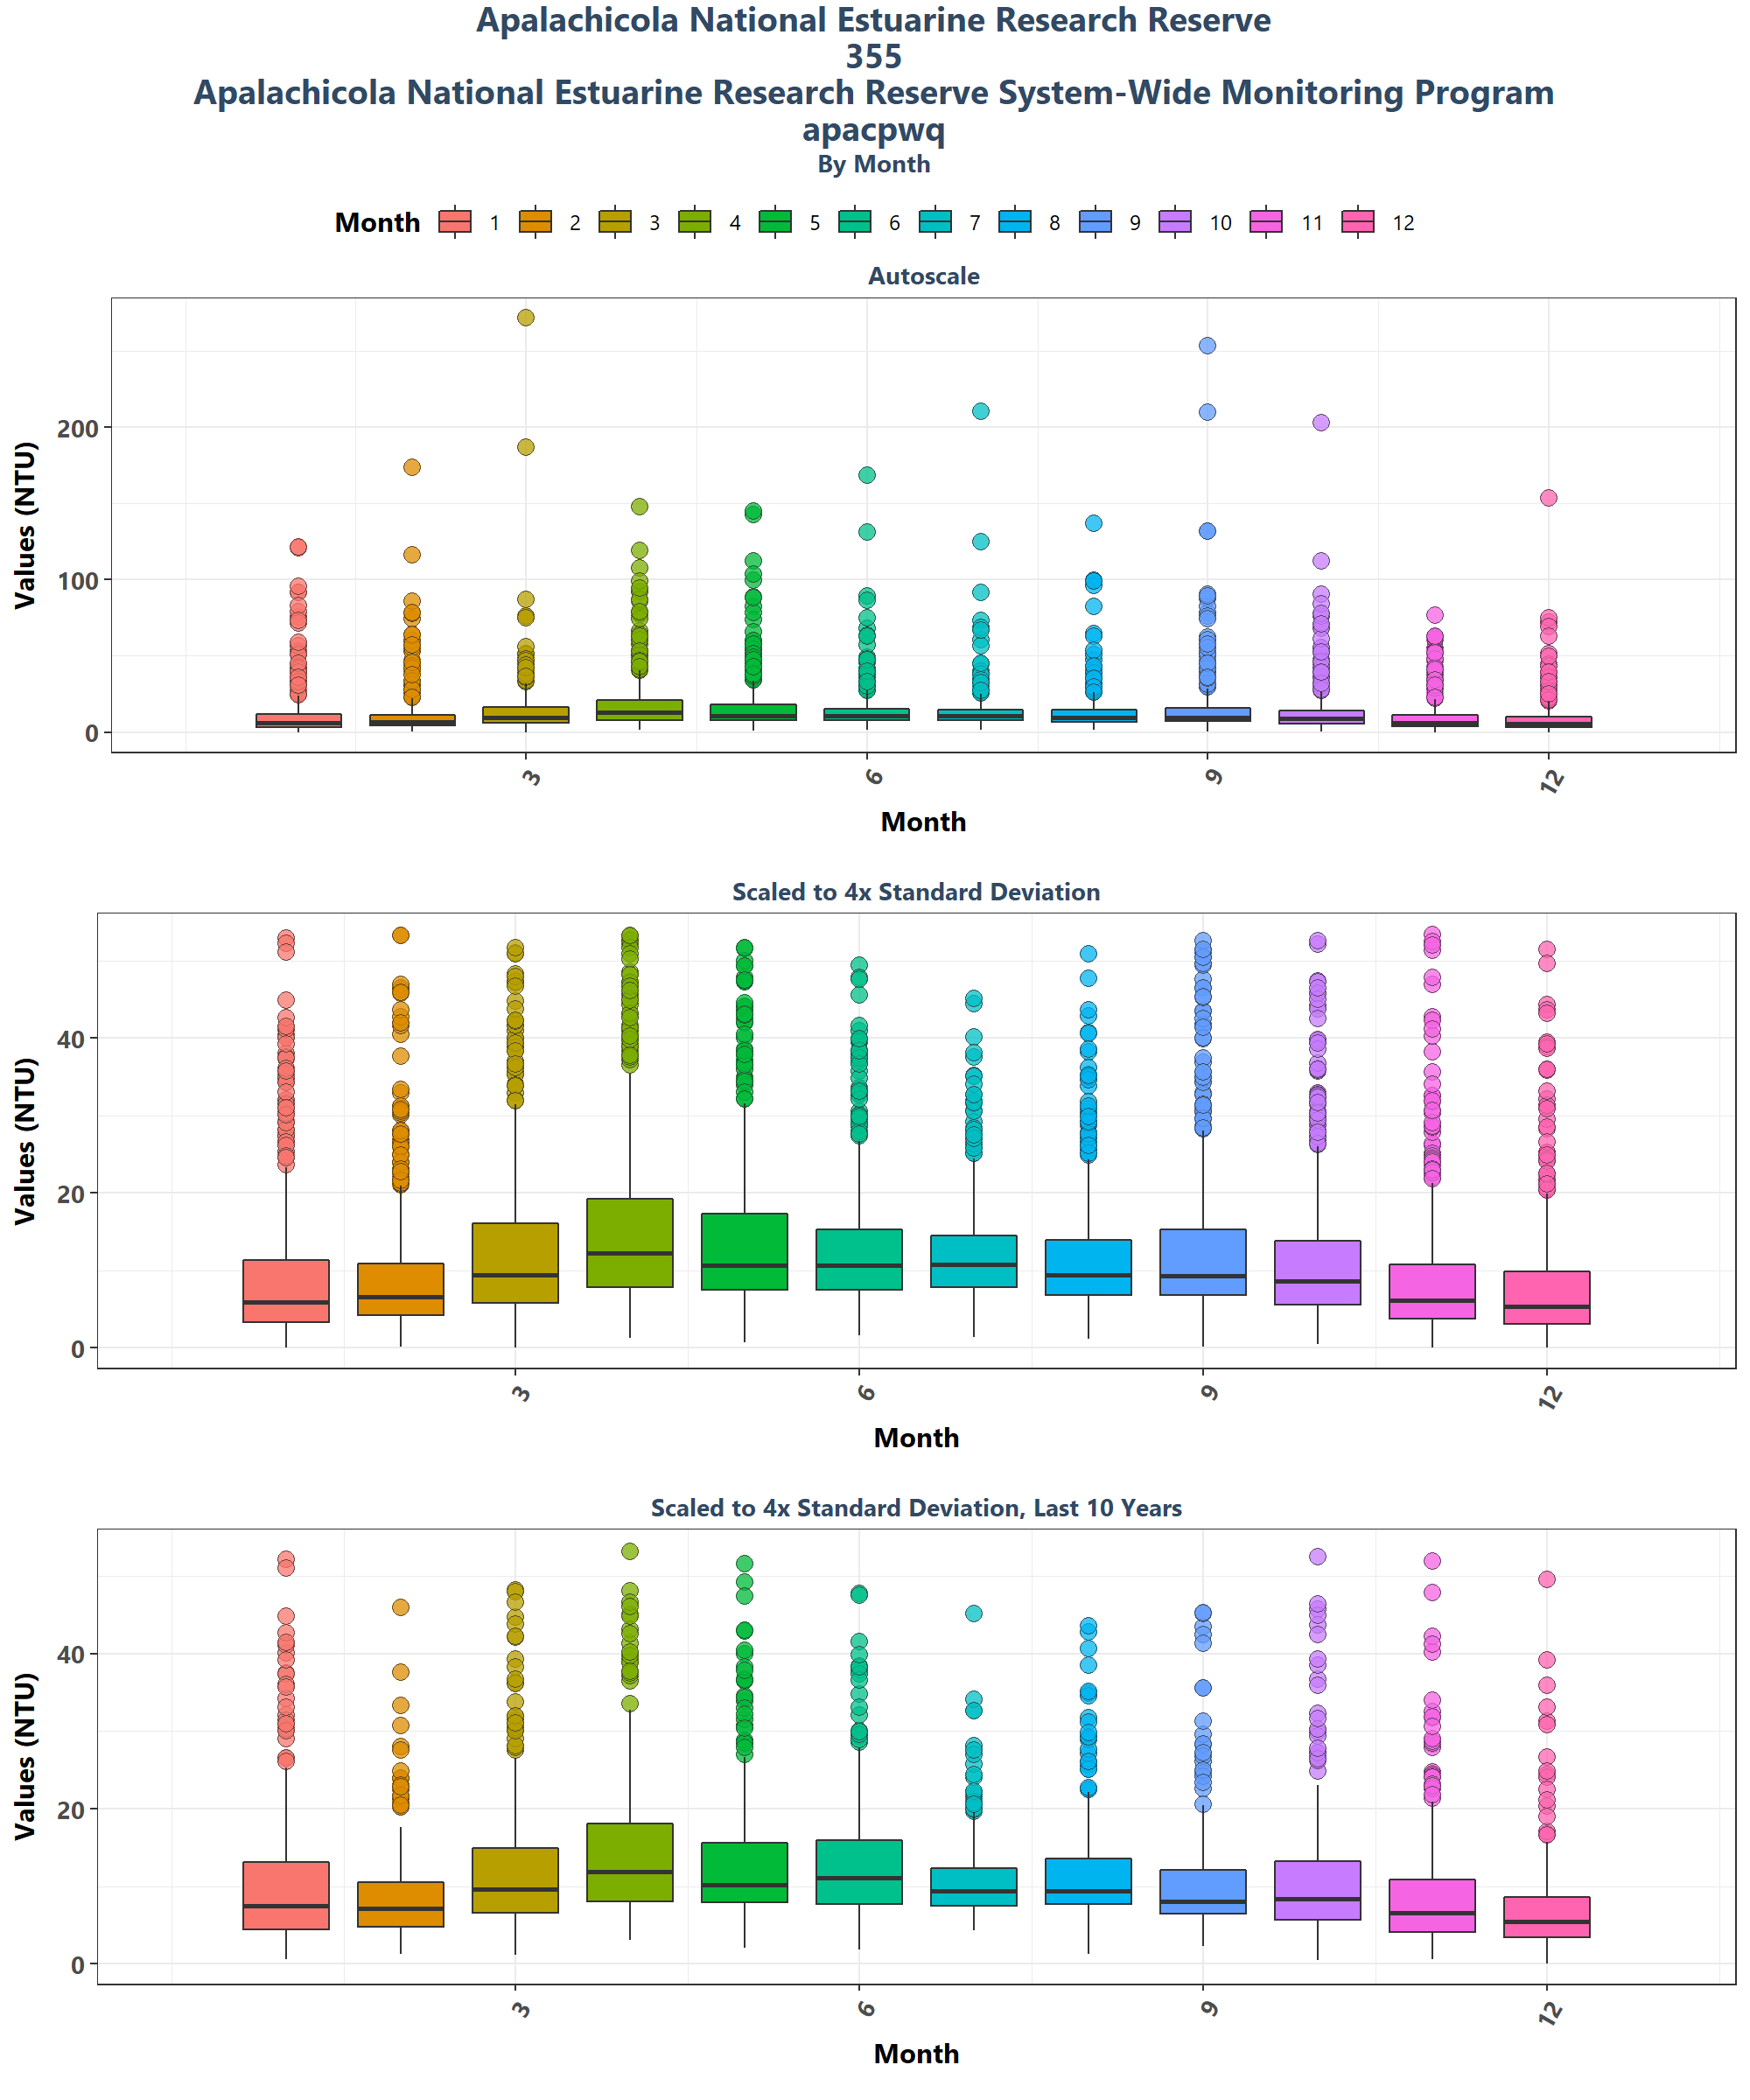 Apalachicola National Estuarine Research Reserve
355
Apalachicola National Estuarine Research Reserve System-Wide Monitoring Program
apacpwq
By Month
Month 1 2 3 4 5 6 7 8 9 10 11 12
Autoscale
Values (NTU)
200
100
0
3 6 9 12
Month
Scaled to 4x Standard Deviation
Values (NTU)
40
20
0
3 6 9 12
Month
Scaled to 4x Standard Deviation, Last 10 Years
Values (NTU)
40
20
0
3 6 9 12
Month